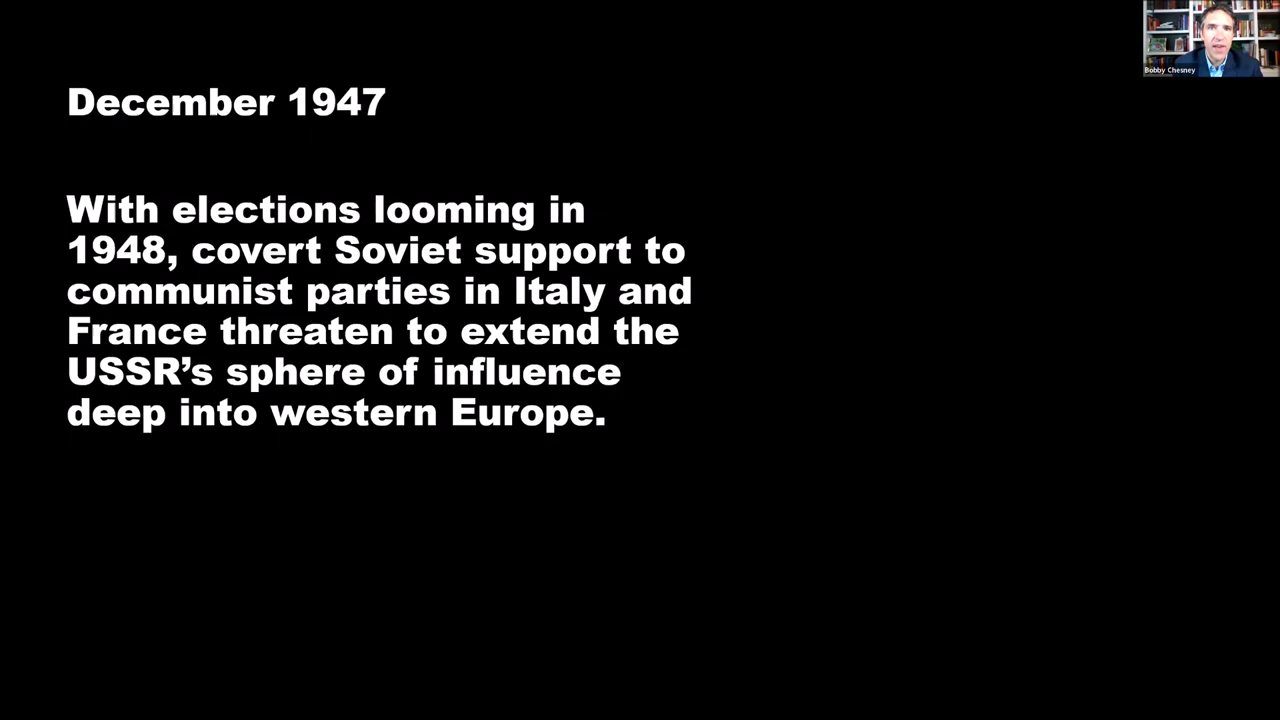 December 1947
With elections looming in
1948, covert Soviet support to
communist parties in Italy and
France threaten to extend the
USSR’s sphere of influence
deep into western Europe.
Bobby Chesney